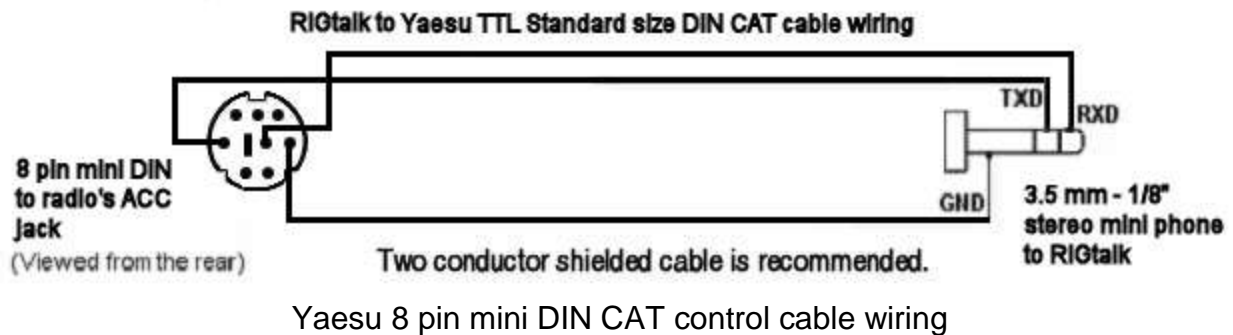 RIGtalk to Yaesu TTL Standard size DIN CAT cable wiring
TXD
RXD
8 pin mini DIN
to radio's ACC
jack
(Viewed from the rear)
GND
3.5 mm - 1/8"
stereo mini phone
to RIGtalk
Two conductor shielded cable is recommended.
Yaesu 8 pin mini DIN CAT control cable wiring